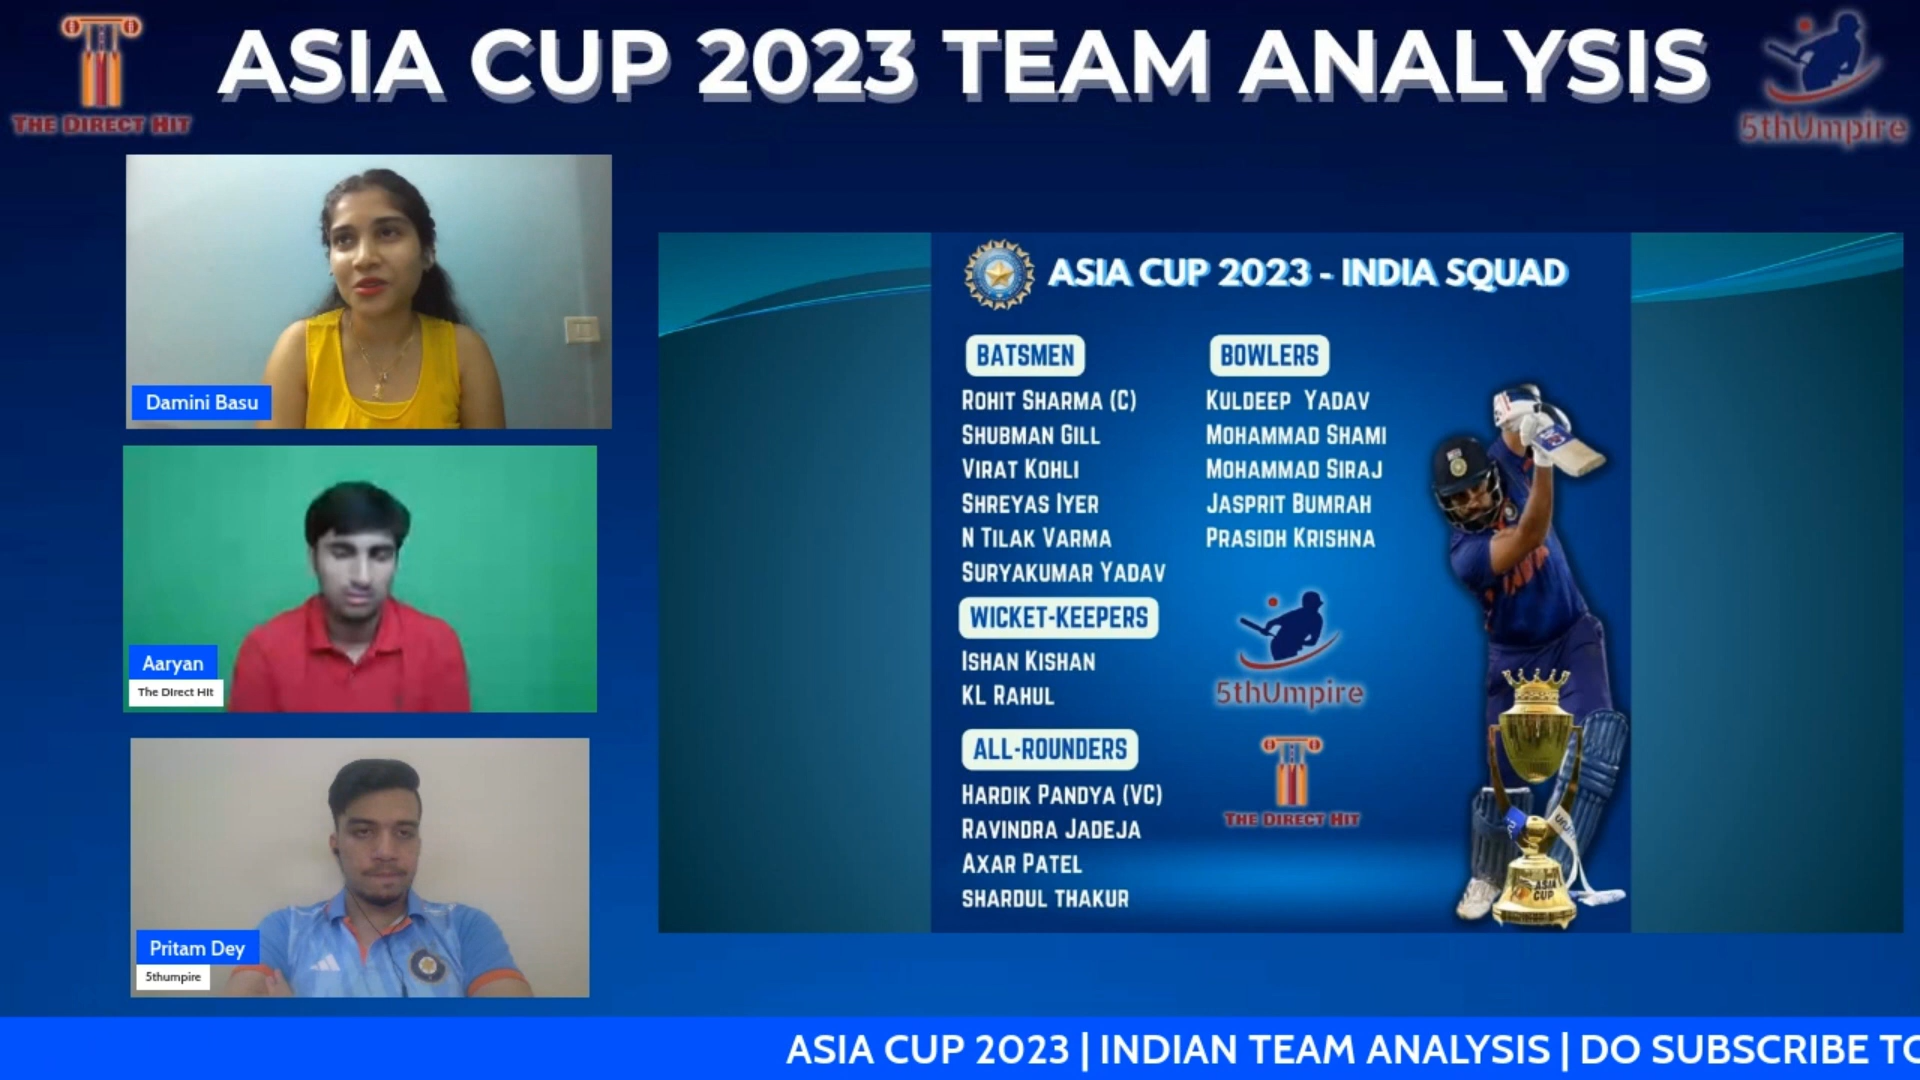 ASIA CUP 2023 TEAM ANALYSIS
THE DIRECT HIT
5thUmpire
Damini Basu
Aaryan
The Direct Hit
Pritam Dey
5thumpire
ASIA CUP 2023 - INDIA SQUAD
BATSMEN
ROHIT SHARMA (C)
SHUBMAN GILL
VIRAT KOHLI
SHREYAS IYER
N TILAK VARMA
SURYAKUMAR YADAV
WICKET-KEEPERS
ISHAN KISHAN
KL RAHUL
ALL-ROUNDERS
HARDIK PANDYA (VC)
RAVINDRA JADEJA
AXAR PATEL
SHARDUL THAKUR
BOWLERS
KULDEEP YADAV
MOHAMMAD SHAMI
MOHAMMAD SIRAJ
JASPRIT BUMRAH
PRASIDH KRISHNA
5thUmpire
THE DIRECT HIT
ASIA CUP
ASIA CUP 2023 | INDIAN TEAM ANALYSIS | DO SUBSCRIBE TO